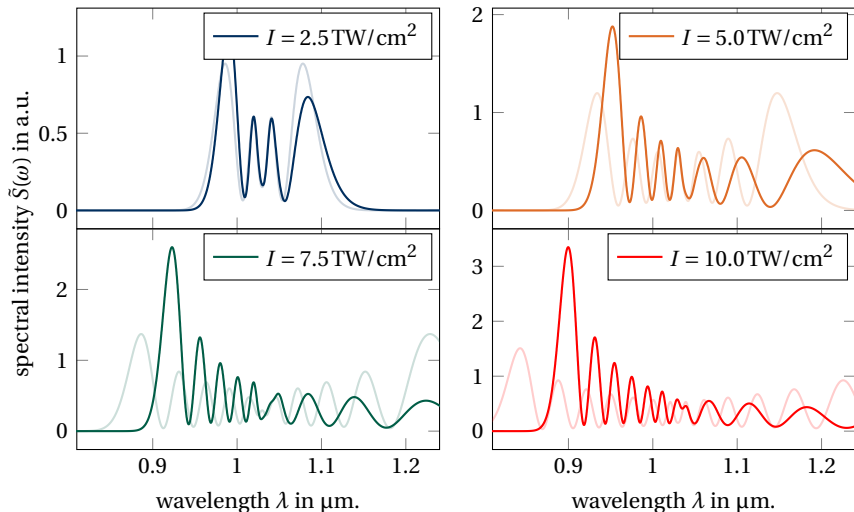 I = 2.5 TW/cm²
I = 5.0 TW/cm²
1
0.5
0
2
1
0
I = 7.5 TW/cm²
I = 10.0 TW/cm²
2
1
0
3
2
1
0
0.9 1 1.1 1.2
0.9 1 1.1 1.2
wavelength λ in µm.
wavelength λ in µm.
spectral intensity S̃(ω) in a.u.